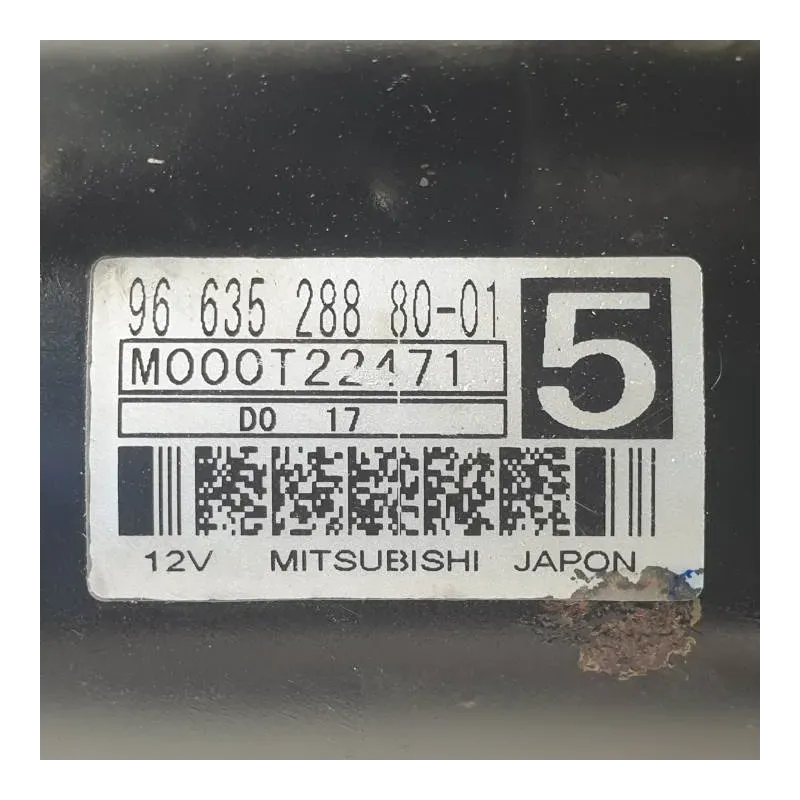 96 635 288 80-01
5
M000T22471
D0 17
12V MITSUBISHI JAPON